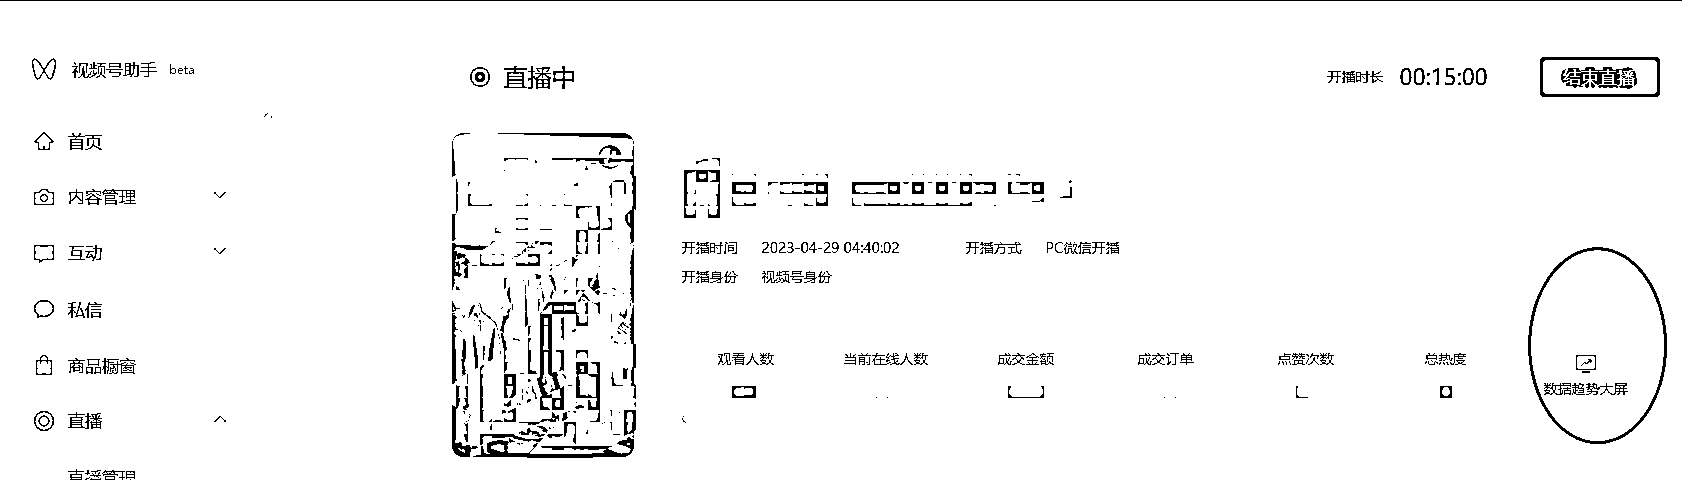 视频号助手 beta
直播中
开播时长 00:15:00
结束直播
首页
内容管理
互动
私信
商品橱窗
直播
直播管理
开播时间 2023-04-29 04:40:02 开播方式 PC微信开播
开播身份 视频号身份
观看人数 当前在线人数 成交金额 成交订单 点赞次数 总热度
数据趋势大屏